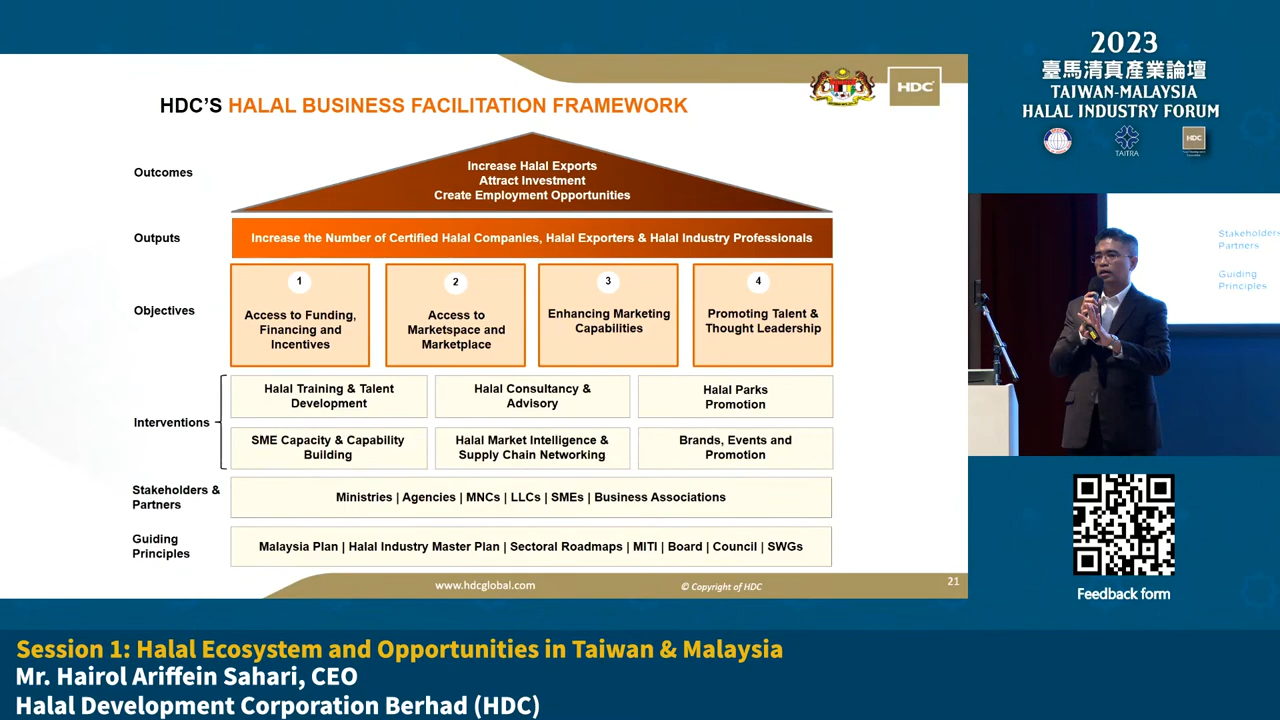 HDC'S HALAL BUSINESS FACILITATION FRAMEWORK
HDC
Outcomes
Increase Halal Exports
Attract Investment
Create Employment Opportunities
Outputs
Increase the Number of Certified Halal Companies, Halal Exporters & Halal Industry Professionals
Objectives
1
Access to Funding,
Financing and
Incentives
2
Access to
Marketspace and
Marketplace
3
Enhancing Marketing
Capabilities
4
Promoting Talent &
Thought Leadership
Interventions
Halal Training & Talent
Development
Halal Consultancy &
Advisory
Halal Parks
Promotion
SME Capacity & Capability
Building
Halal Market Intelligence &
Supply Chain Networking
Brands, Events and
Promotion
Stakeholders &
Partners
Ministries | Agencies | MNCs | LLCs | SMEs | Business Associations
Guiding
Principles
Malaysia Plan | Halal Industry Master Plan | Sectoral Roadmaps | MITI | Board | Council | SWGs
www.hdcglobal.com
© Copyright of HDC
21
2023
臺馬清真產業論壇
TAIWAN-MALAYSIA
HALAL INDUSTRY FORUM
TAITRA
HDC
Stakeholders
Partners
Guiding
Principles
Feedback form
Session 1: Halal Ecosystem and Opportunities in Taiwan & Malaysia
Mr. Hairol Ariffein Sahari, CEO
Halal Development Corporation Berhad (HDC)